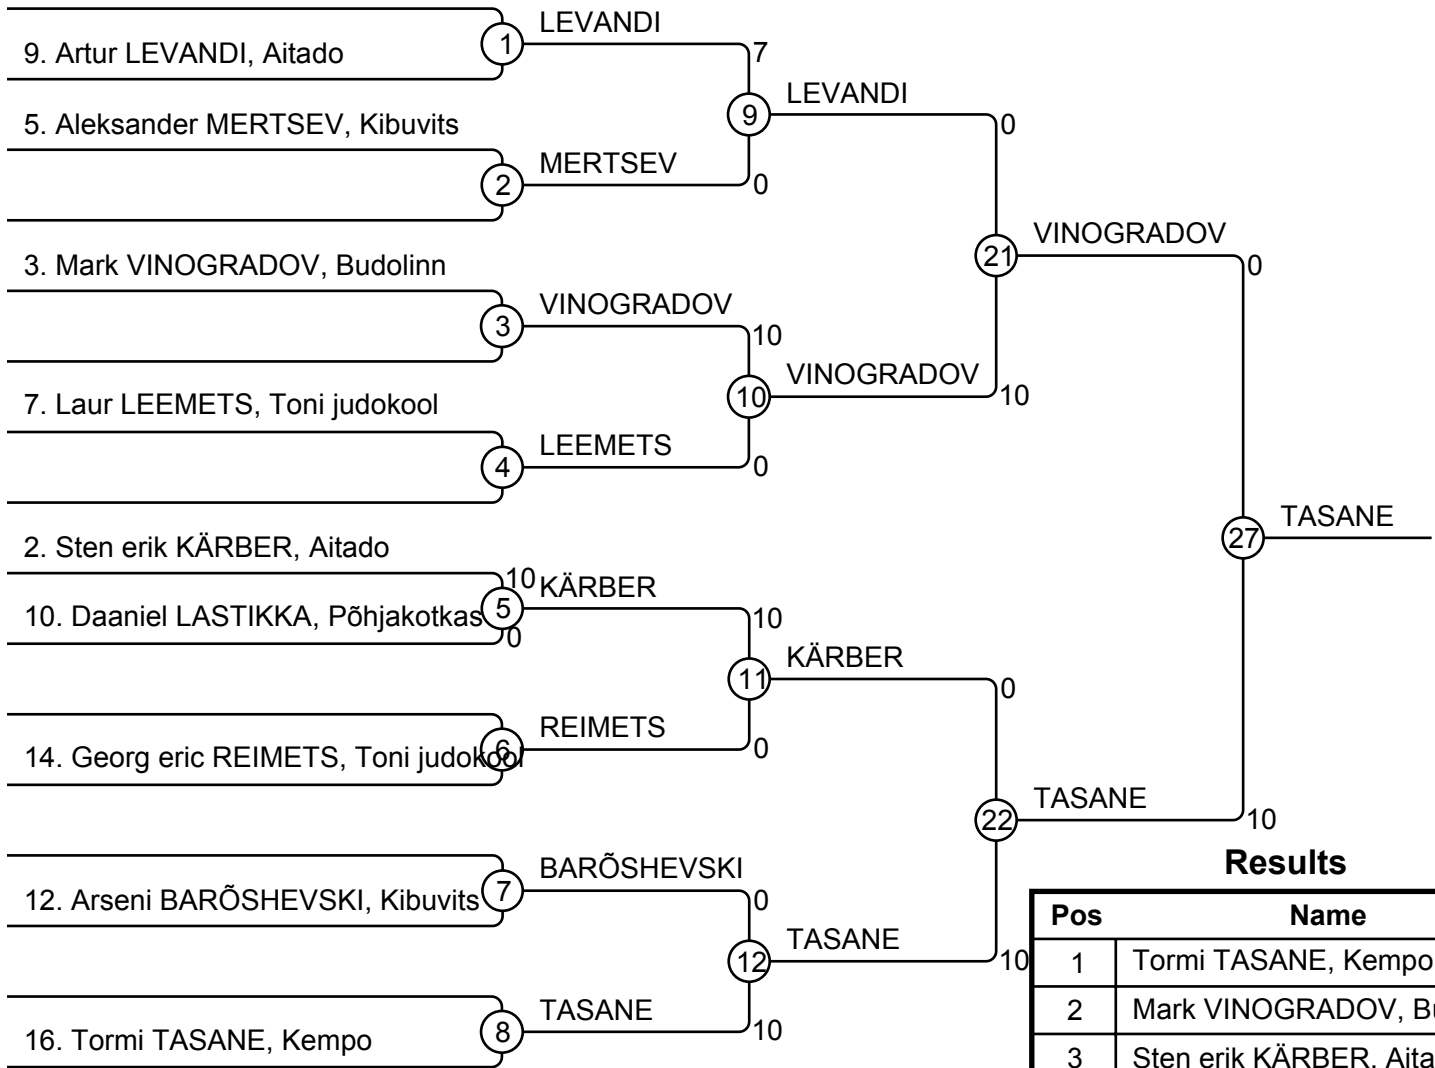 LEVANDI
9. Artur LEVANDI, Aitado
1
7
LEVANDI
9
0
5. Aleksander MERTSEV, Kibuvits
MERTSEV
2
0
VINOGRADOV
21
0
3. Mark VINOGRADOV, Budolinn
VINOGRADOV
3
10
VINOGRADOV
10
10
7. Laur LEEMETS, Toni judokool
LEEMETS
4
0
TASANE
27
2. Sten erik KÄRBER, Aitado
10
KÄRBER
5
10. Daaniel LASTIKKA, Põhjakotkas
0
10
KÄRBER
11
0
REIMETS
6
14. Georg eric REIMETS, Toni judokool
0
TASANE
22
10
BARÕSHEVSKI
7
12. Arseni BARÕSHEVSKI, Kibuvits
0
TASANE
12
10
TASANE
8
16. Tormi TASANE, Kempo
10
Results
Pos Name
1 Tormi TASANE, Kempo
2 Mark VINOGRADOV,
3 Sten erik KÄRBER,